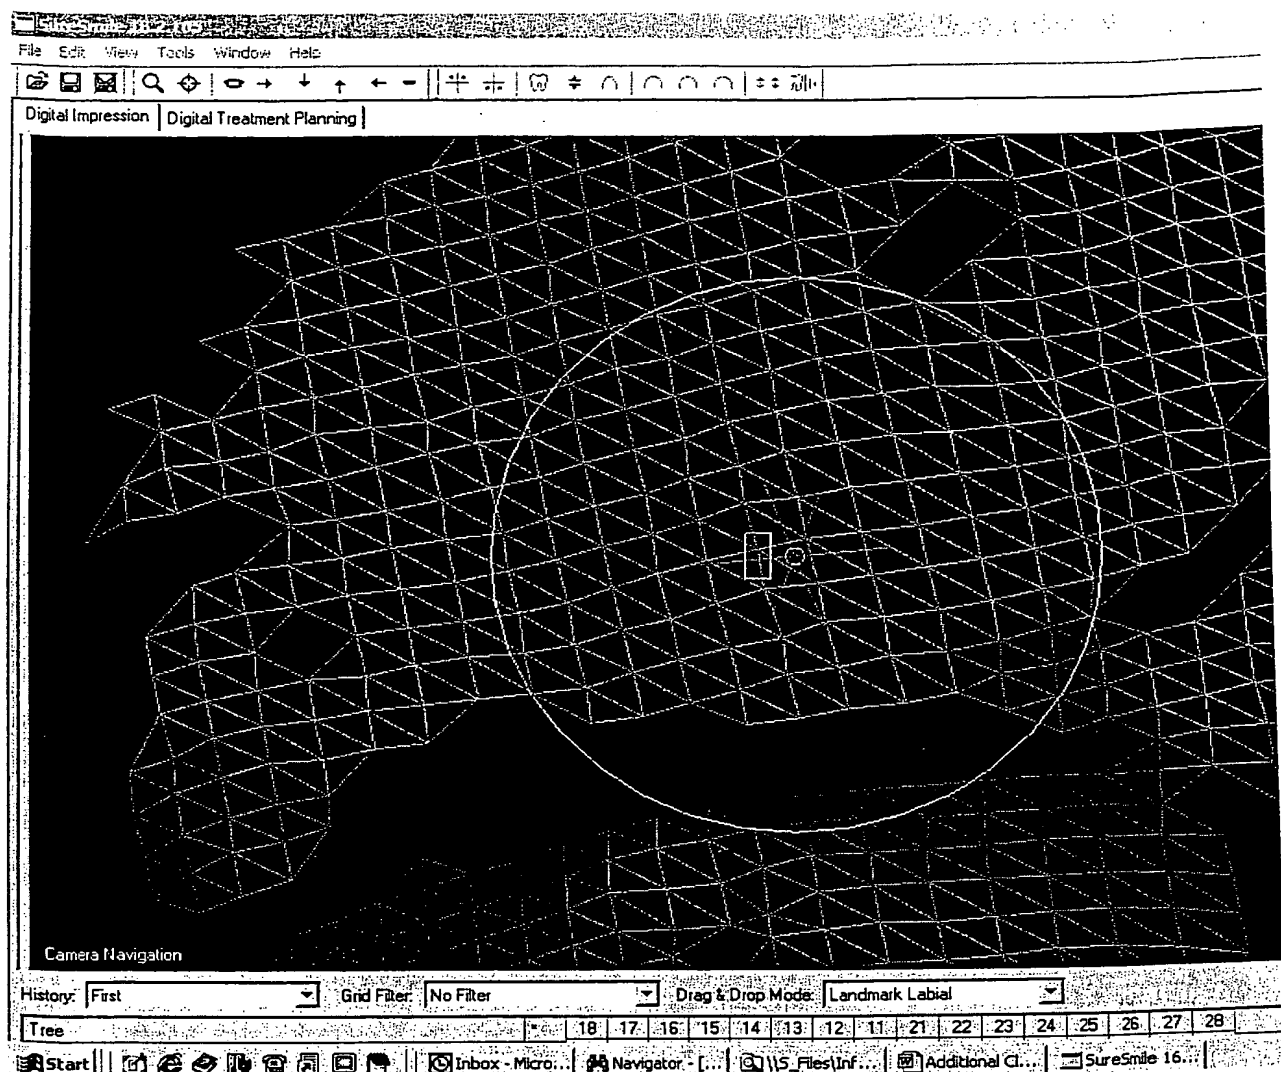 File Edit View Tools Window Help
Digital Impression Digital Treatment Planning
Camera Navigation
History: First Grid Filter: No Filter Drag & Drop Mode: Landmark Labial
Tree 18 17 16 15 14 13 12 11 21 22 23 24 25 26 27 28
Start Inbox - Micro... Navigator - [... \\S_Files\Inf... Additional Cl... SureSmile 16...